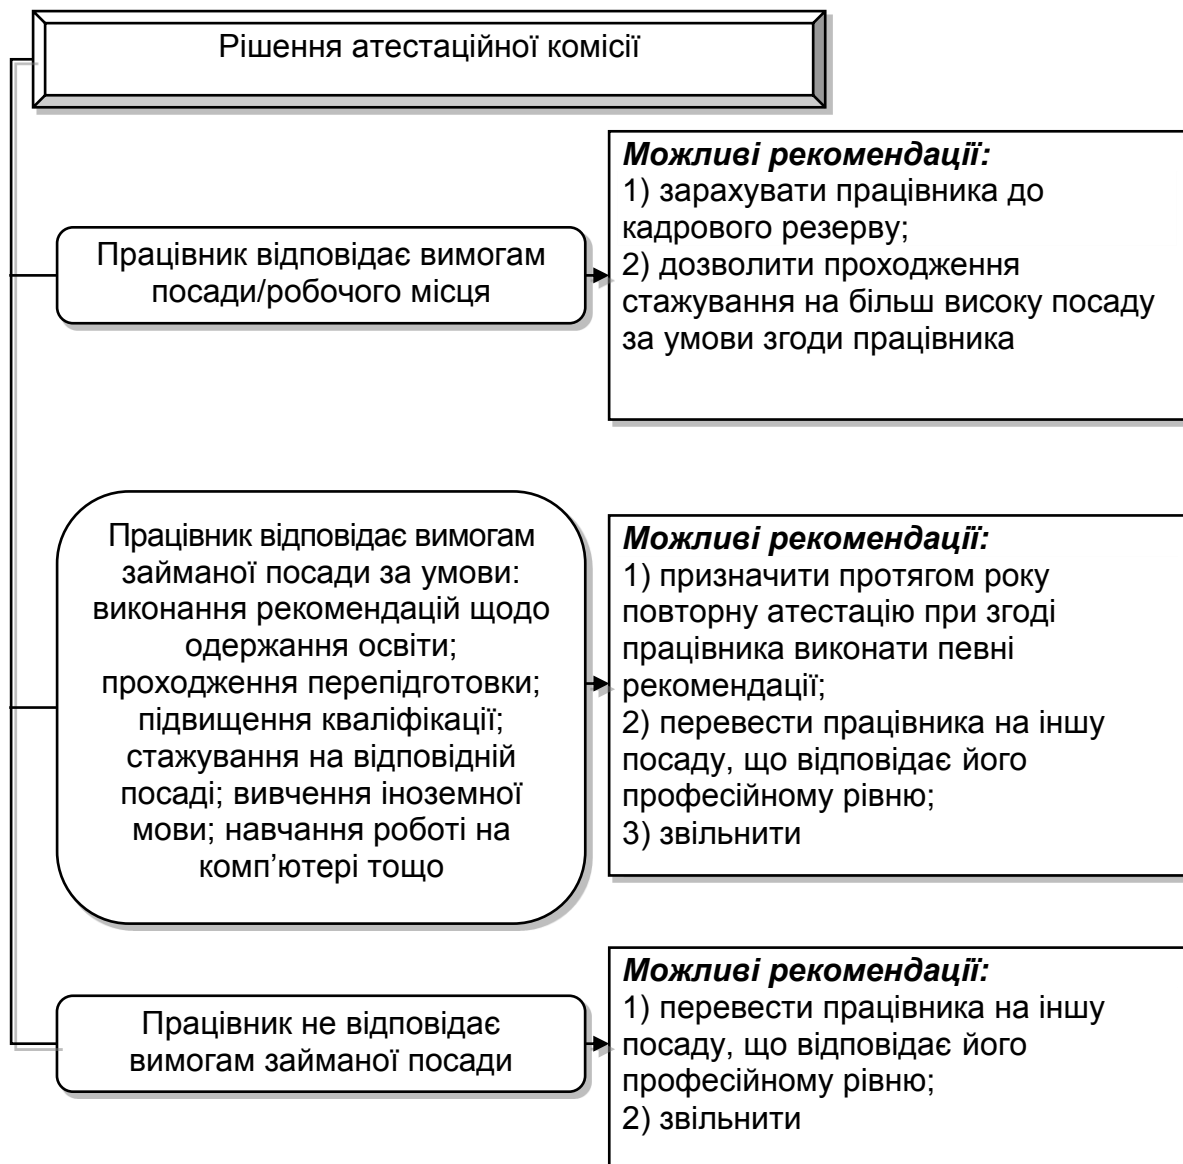 Рішення атестаційної комісії
Працівник відповідає вимогам
посади/робочого місця
Можливі рекомендації:
1) зарахувати працівника до
кадрового резерву;
2) дозволити проходження
стажування на більш високу посаду
за умови згоди працівника
Працівник відповідає вимогам
займаної посади за умови:
виконання рекомендацій щодо
одержання освіти;
проходження перепідготовки;
підвищення кваліфікації;
стажування на відповідній
посаді; вивчення іноземної
мови; навчання роботі на
комп’ютері тощо
Можливі рекомендації:
1) призначити протягом року
повторну атестацію при згоді
працівника виконати певні
рекомендації;
2) перевести працівника на іншу
посаду, що відповідає його
професійному рівню;
3) звільнити
Працівник не відповідає
вимогам займаної посади
Можливі рекомендації:
1) перевести працівника на іншу
посаду, що відповідає його
професійному рівню;
2) звільнити